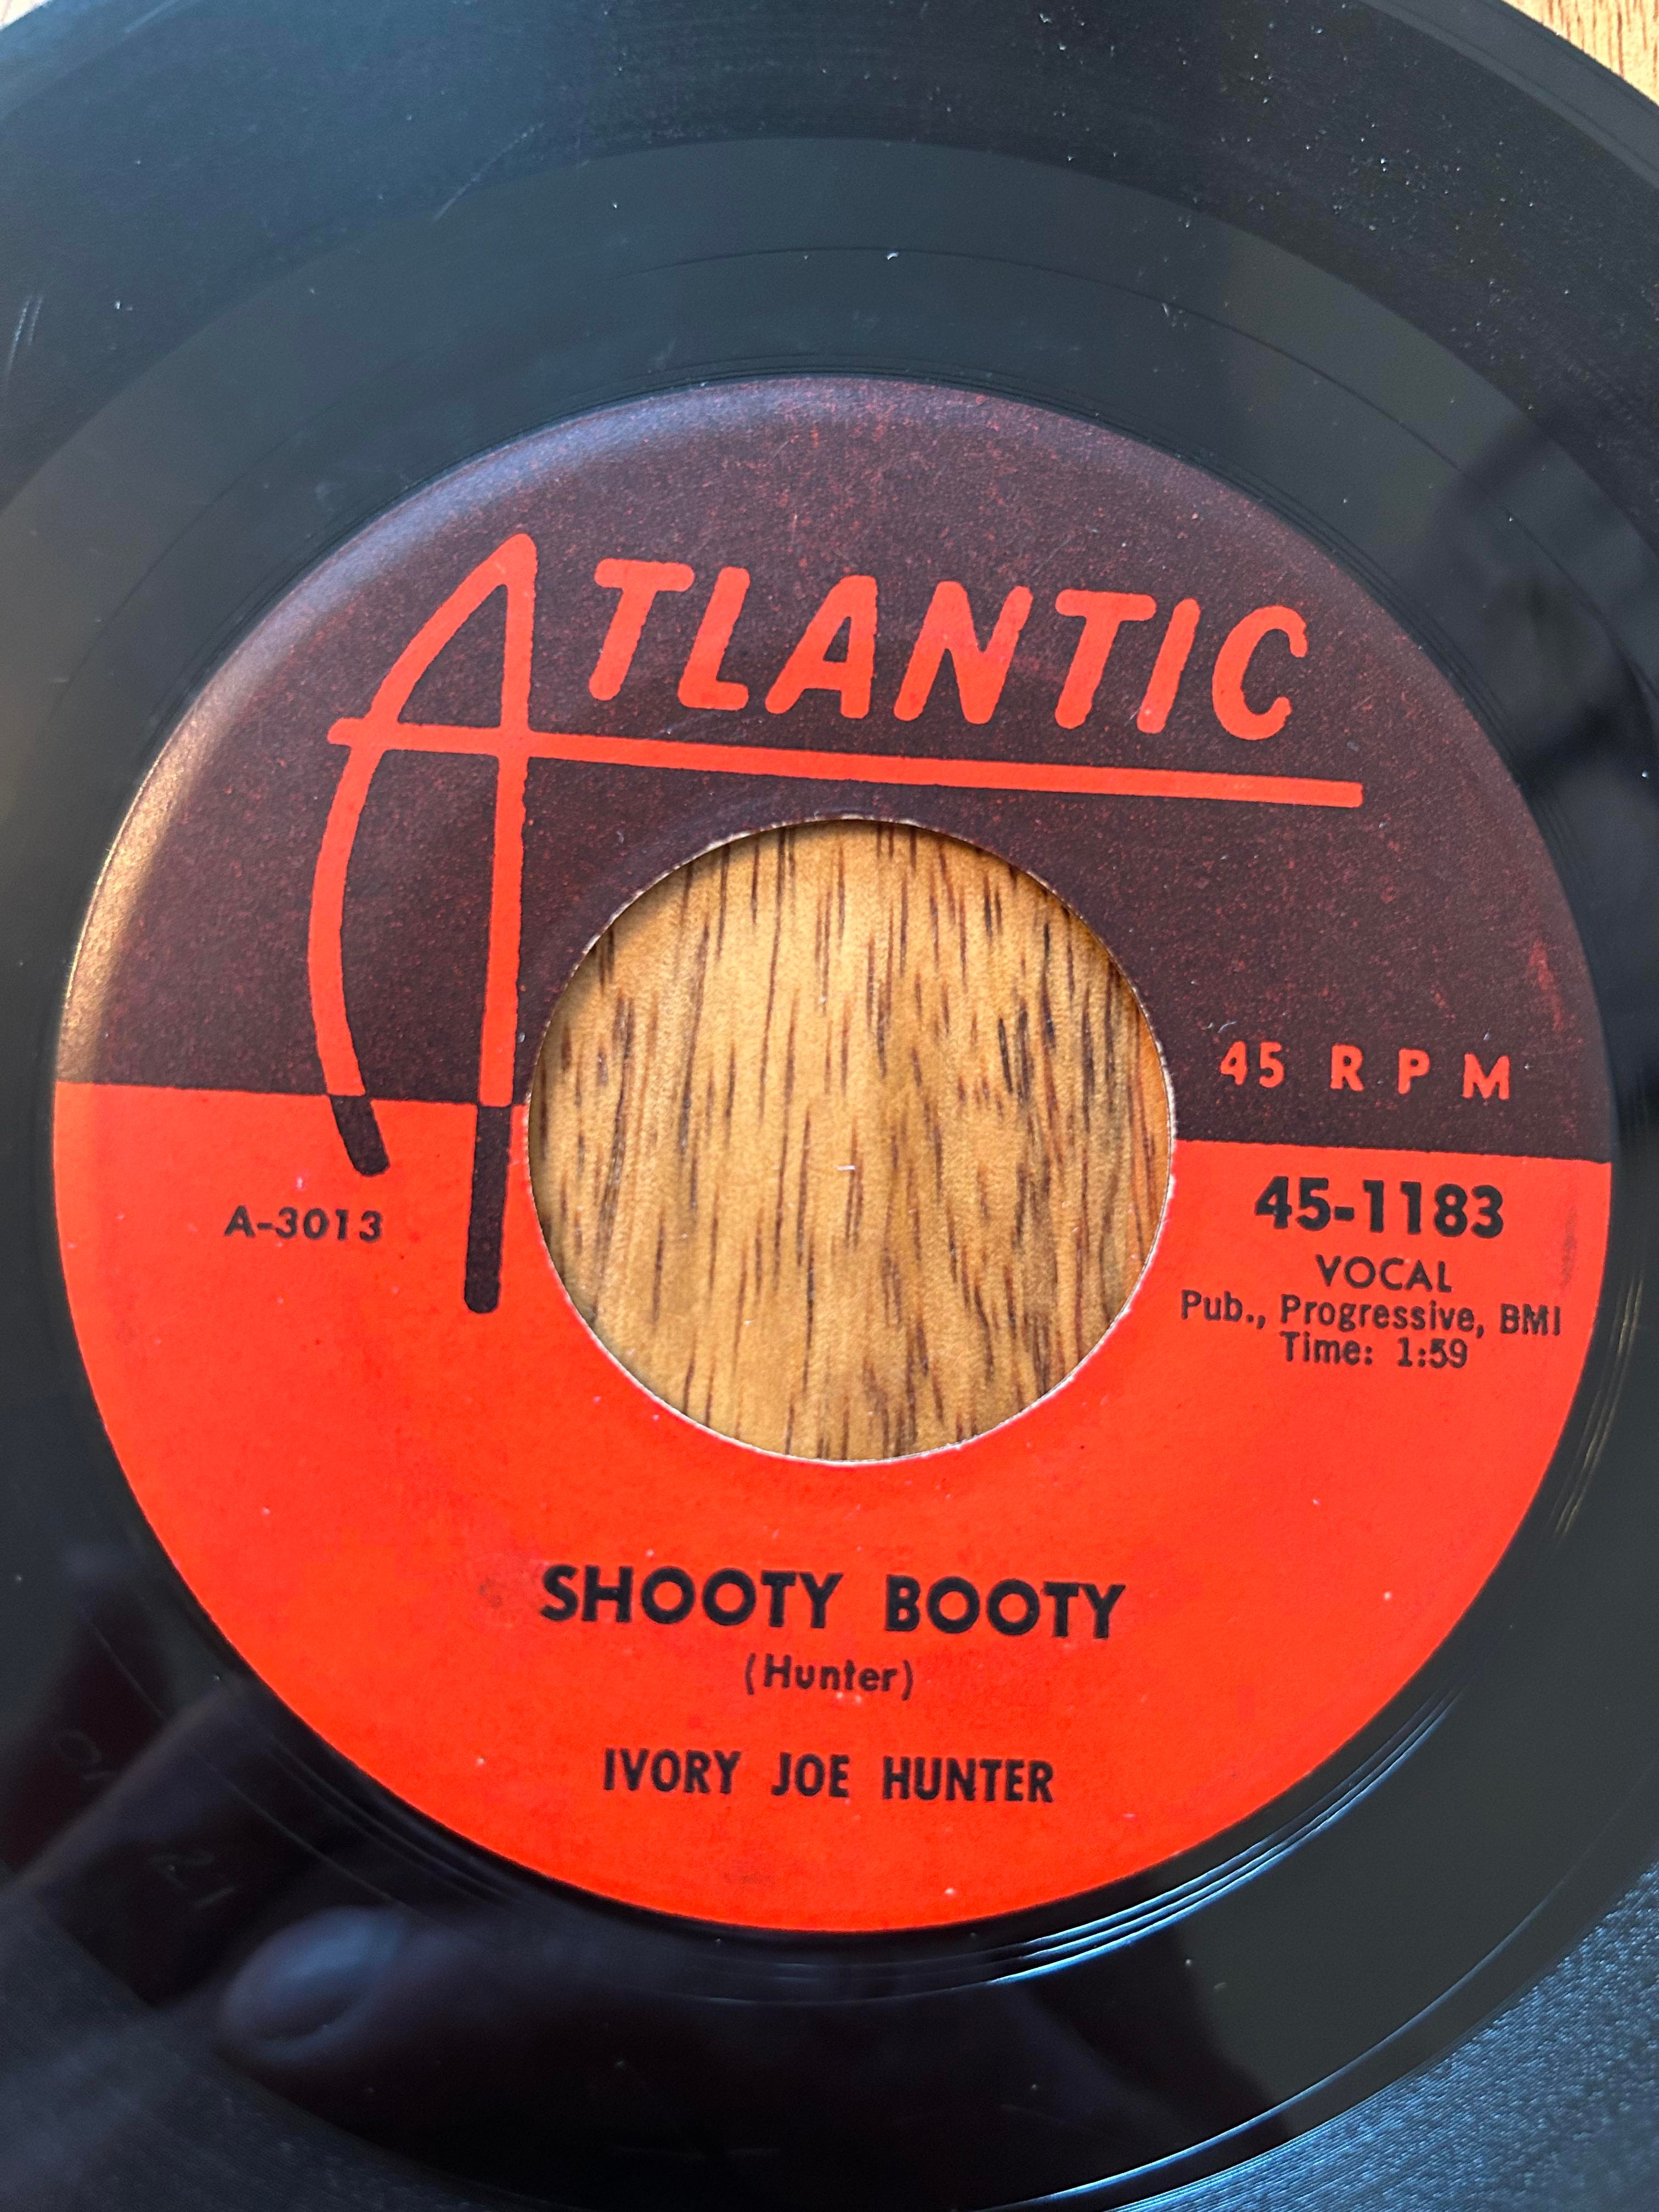 ATLANTIC
45 RPM
A-3013
45-1183
VOCAL
Pub., Progressive, BMI
Time: 1:59
SHOOTY BOOTY
(Hunter)
IVORY JOE HUNTER